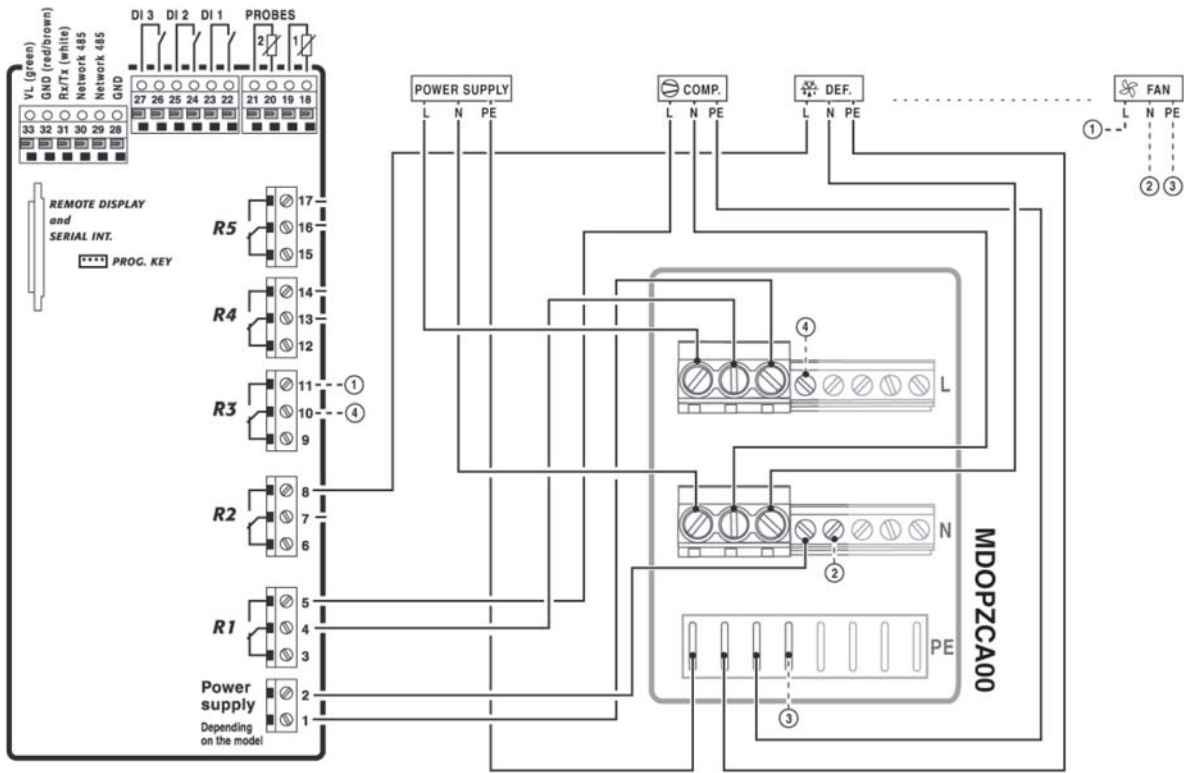 VL (green)
GND (red/brown)
Rx/Tx (white)
Network 485
Network 485
GND
33 32 31 30 29 28
DI 3 DI 2 DI 1 PROBES
2 1
27 26 25 24 23 22 21 20 19 18
POWER SUPPLY
L N PE
COMP.
L N PE
DEF.
L N PE
FAN
L N PE
1
2 3
REMOTE DISPLAY
and
SERIAL INT.
PROG. KEY
R5
17
16
15
R4
14
13
12
R3
11 1
10 4
9
R2
8
7
6
R1
5
4
3
Power
supply
Depending
on the model
2
1
4
L
N
2
PE
3
MDOPZCA00